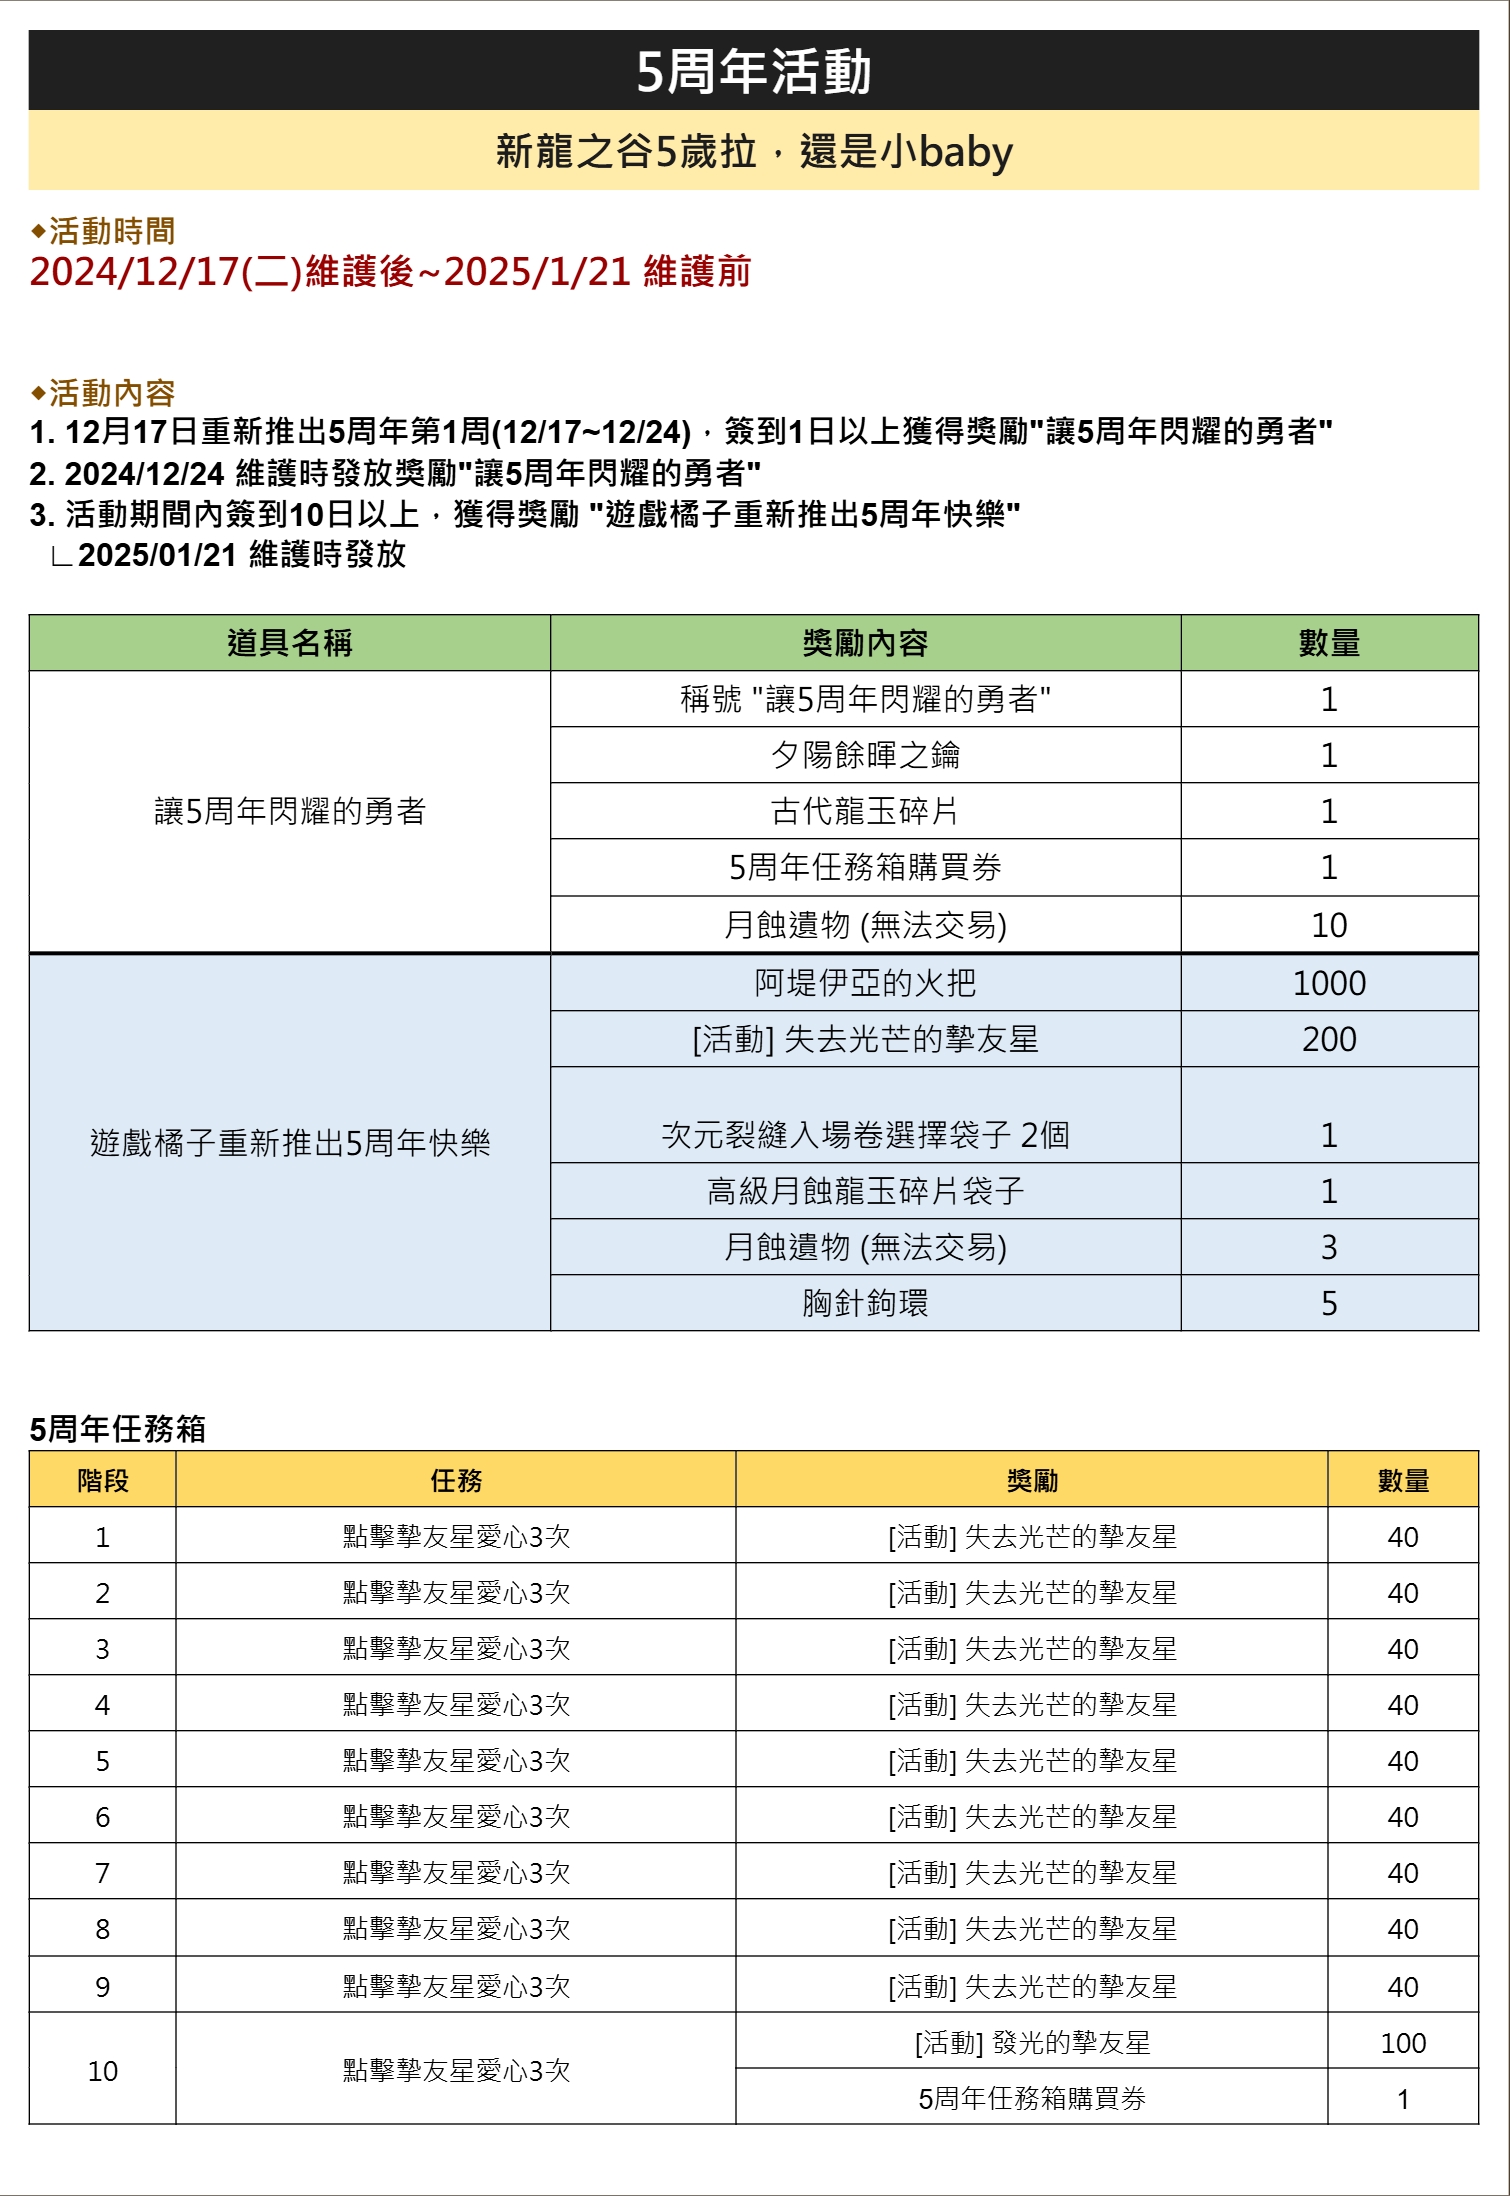 5周年活動
新龍之谷5歲拉，還是小baby
◆活動時間
2024/12/17(二)維護後~2025/1/21 維護前
◆活動內容
1. 12月17日重新推出5周年第1周(12/17~12/24)，簽到1日以上獲得獎勵"讓5周年閃耀的勇者"
2. 2024/12/24 維護時發放獎勵"讓5周年閃耀的勇者"
3. 活動期間內簽到10日以上，獲得獎勵 "遊戲橘子重新推出5周年快樂"
∟2025/01/21 維護時發放
道具名稱 獎勵內容 數量
讓5周年閃耀的勇者
稱號 "讓5周年閃耀的勇者" 1
夕陽餘暉之鑰 1
古代龍玉碎片 1
5周年任務箱購買券 1
月蝕遺物 (無法交易) 10
遊戲橘子重新推出5周年快樂
阿堤伊亞的火把 1000
[活動] 失去光芒的摯友星 200
次元裂縫入場卷選擇袋子 2個 1
高級月蝕龍玉碎片袋子 1
月蝕遺物 (無法交易) 3
胸針鉤環 5
5周年任務箱
階段 任務 獎勵 數量
1 點擊摯友星愛心3次 [活動] 失去光芒的摯友星 40
2 點擊摯友星愛心3次 [活動] 失去光芒的摯友星 40
3 點擊摯友星愛心3次 [活動] 失去光芒的摯友星 40
4 點擊摯友星愛心3次 [活動] 失去光芒的摯友星 40
5 點擊摯友星愛心3次 [活動] 失去光芒的摯友星 40
6 點擊摯友星愛心3次 [活動] 失去光芒的摯友星 40
7 點擊摯友星愛心3次 [活動] 失去光芒的摯友星 40
8 點擊摯友星愛心3次 [活動] 失去光芒的摯友星 40
9 點擊摯友星愛心3次 [活動] 失去光芒的摯友星 40
10 點擊摯友星愛心3次
[活動] 發光的摯友星 100
5周年任務箱購買券 1